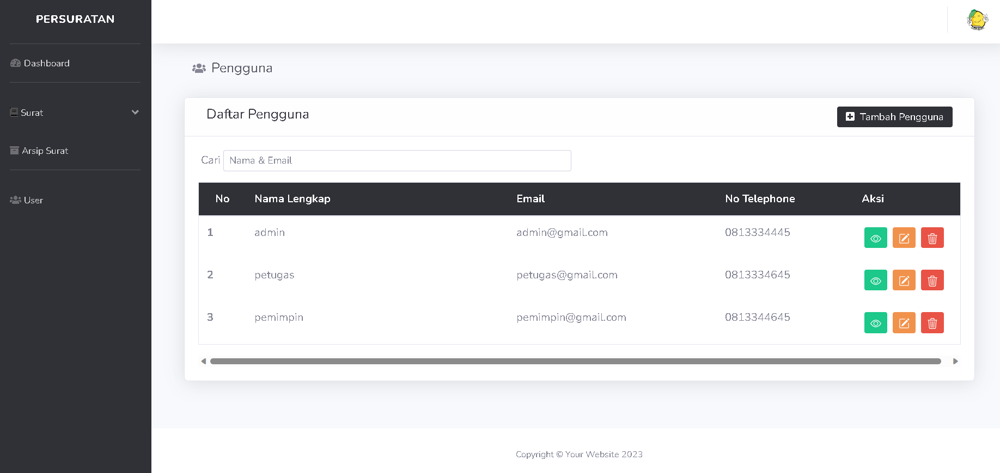 PERSURATAN
Dashboard
Surat
Arsip Surat
User
Pengguna
Daftar Pengguna
Tambah Pengguna
Cari Nama & Email
No Nama Lengkap Email No Telephone Aksi
1 admin admin@gmail.com 0813334445
2 petugas petugas@gmail.com 0813334645
3 pemimpin pemimpin@gmail.com 0813344645
Copyright © Your Website 2023